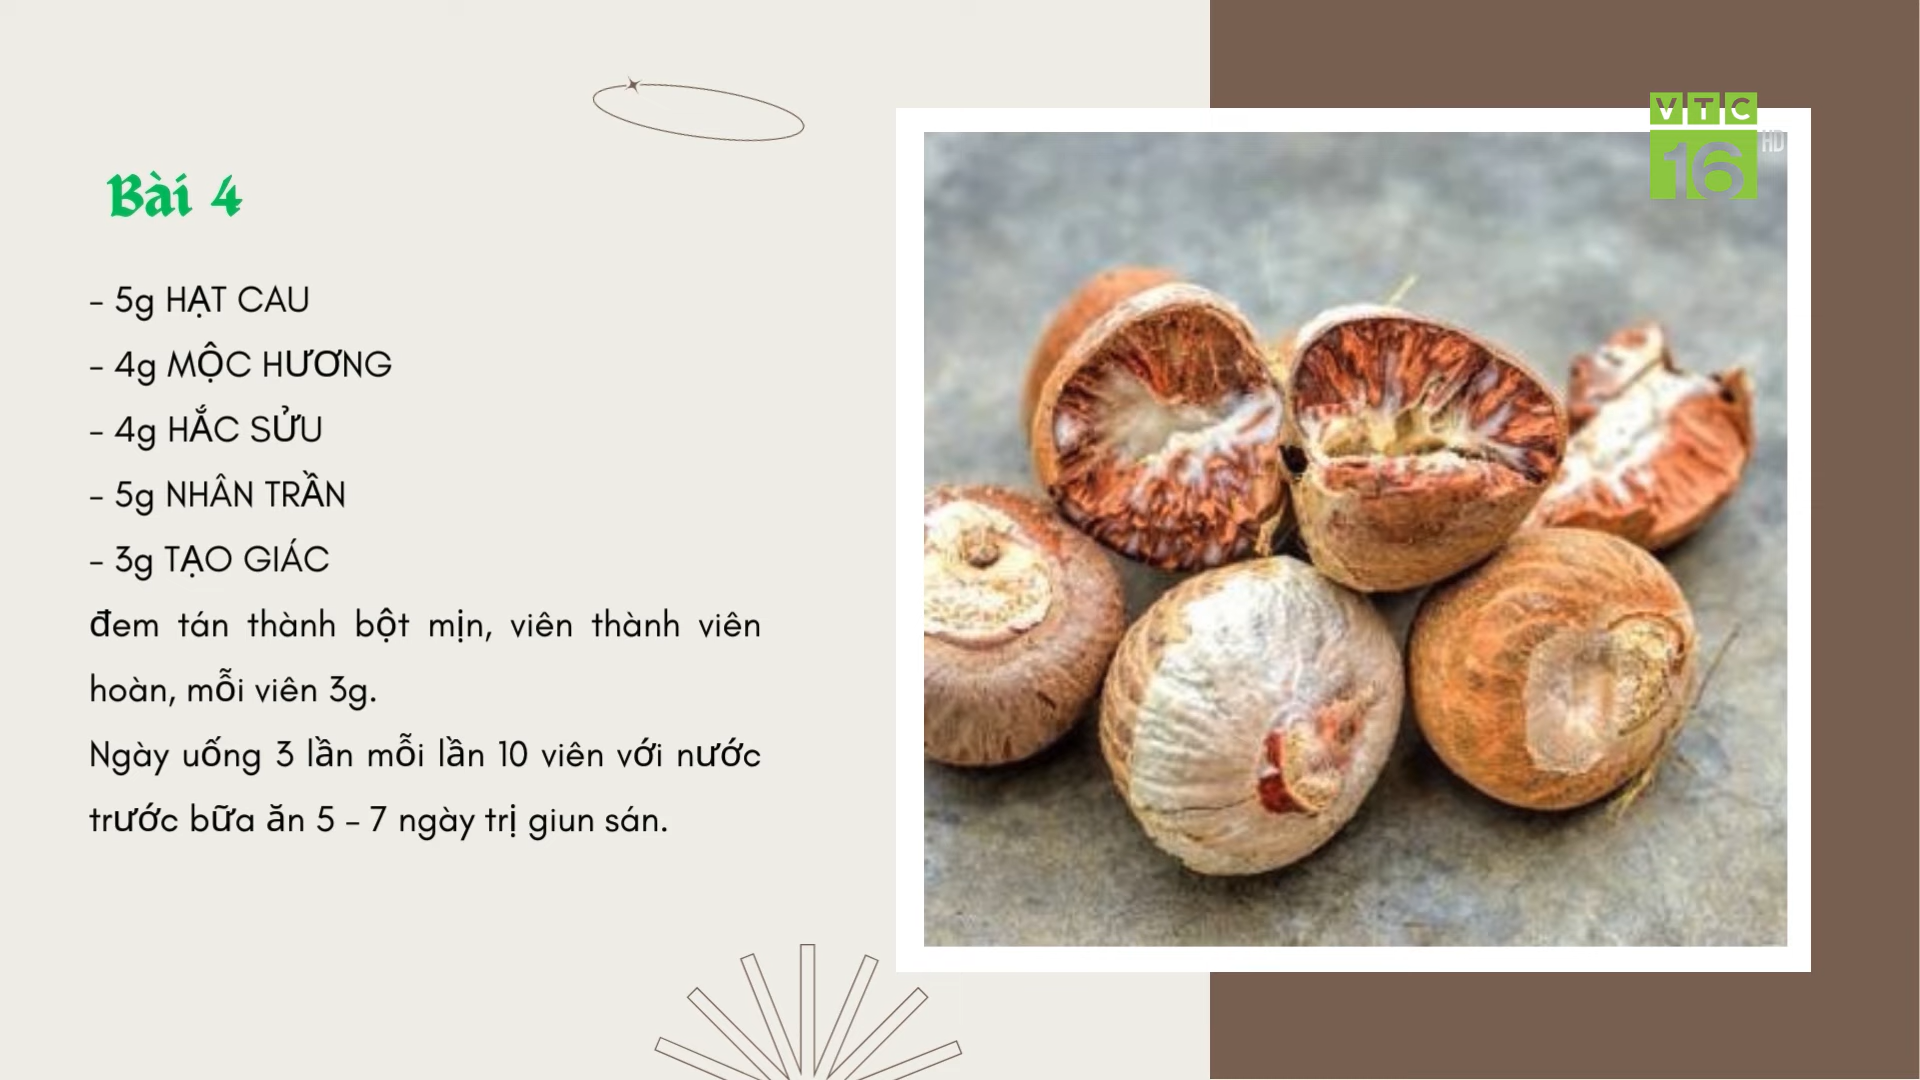 VTC
16 HD
Bài 4
- 5g HẠT CAU
- 4g MỘC HƯƠNG
- 4g HẮC SỬU
- 5g NHÂN TRẦN
- 3g TẠO GIÁC
đem tán thành bột mịn, viên thành viên
hoàn, mỗi viên 3g.
Ngày uống 3 lần mỗi lần 10 viên với nước
trước bữa ăn 5 - 7 ngày trị giun sán.